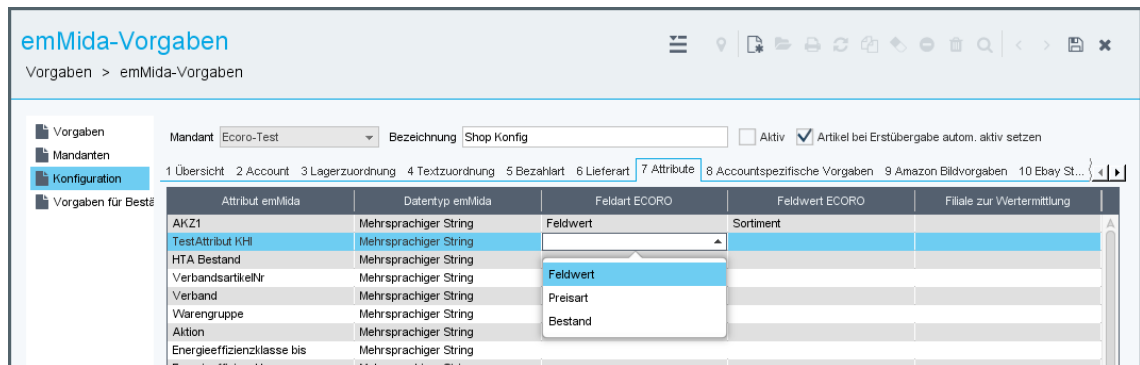 emMida-Vorgaben
Vorgaben > emMida-Vorgaben
Vorgaben
Mandanten
Konfiguration
Vorgaben für Bestä
Mandant Ecoro-Test Bezeichnung Shop Konfig Aktiv Artikel bei Erstübergabe autom. aktiv setzen
1 Übersicht 2 Account 3 Lagerzuordnung 4 Textzuordnung 5 Bezahlart 6 Lieferart 7 Attribute 8 Accountspezifische Vorgaben 9 Amazon Bildvorgaben 10 Ebay St...
Attribut emMida Datentyp emMida Feldart ECORO Feldwert ECORO Filiale zur Wertermittlung
AKZ1 Mehrsprachiger String Feldwert Sortiment
TestAttribut KHI Mehrsprachiger String
HTA Bestand Mehrsprachiger String
VerbandsartikelNr Mehrsprachiger String
Verband Mehrsprachiger String
Warengruppe Mehrsprachiger String
Aktion Mehrsprachiger String
Energieeffizienzklasse bis Mehrsprachiger String
Feldwert
Preisart
Bestand